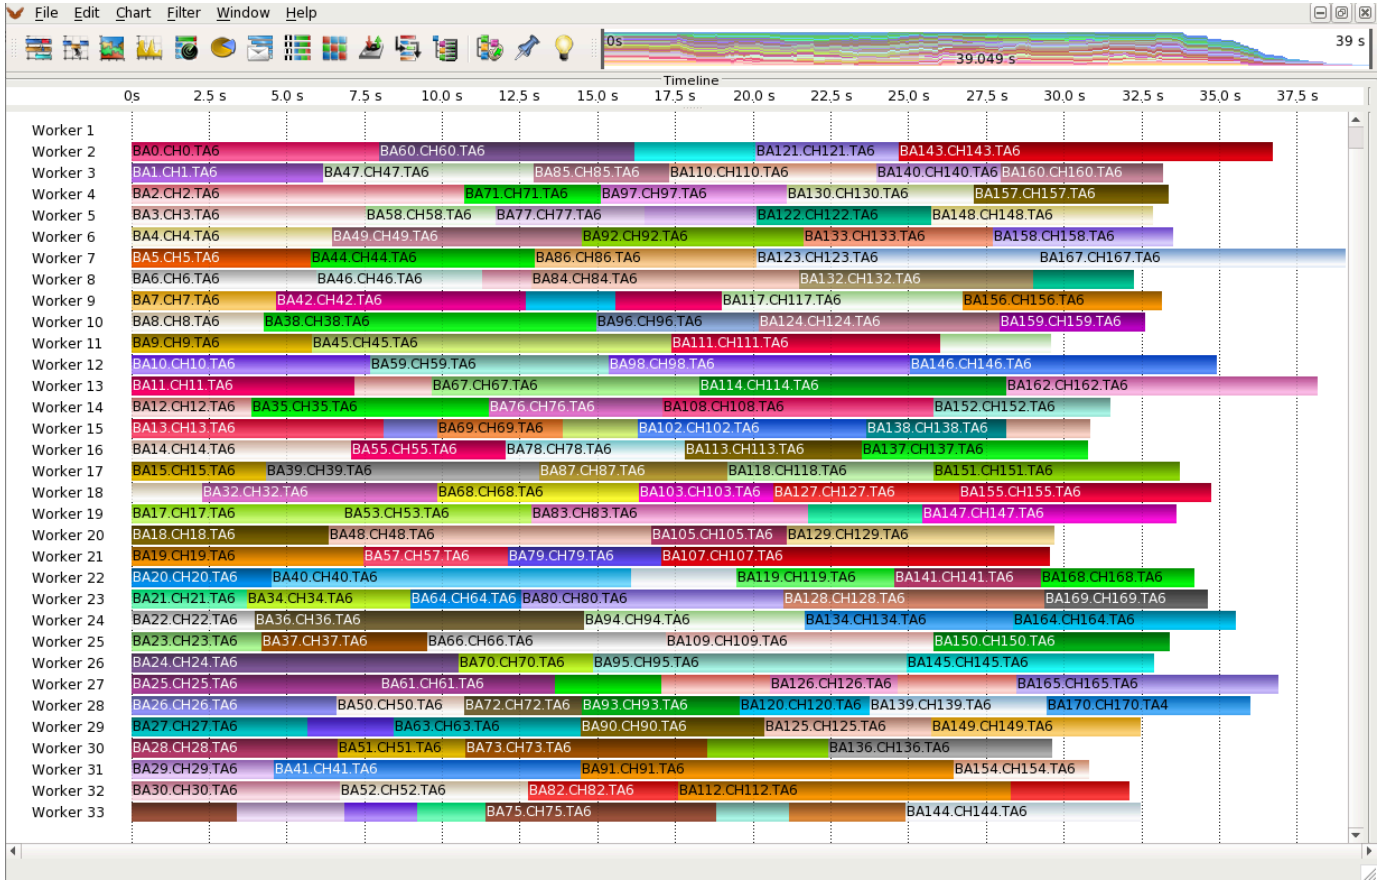 File Edit Chart Filter Window Help
0s 39 s
39.049 s
Timeline
0s 2.5 s 5.0 s 7.5 s 10.0 s 12.5 s 15.0 s 17.5 s 20.0 s 22.5 s 25.0 s 27.5 s 30.0 s 32.5 s 35.0 s 37.5 s
Worker 1
Worker 2 BA0.CH0.TA6 BA60.CH60.TA6 BA121.CH121.TA6 BA143.CH143.TA6
Worker 3 BA1.CH1.TA6 BA47.CH47.TA6 BA85.CH85.TA6 BA110.CH110.TA6 BA140.CH140.TA6 BA160.CH160.TA6
Worker 4 BA2.CH2.TA6 BA71.CH71.TA6 BA97.CH97.TA6 BA130.CH130.TA6 BA157.CH157.TA6
Worker 5 BA3.CH3.TA6 BA58.CH58.TA6 BA77.CH77.TA6 BA122.CH122.TA6 BA148.CH148.TA6
Worker 6 BA4.CH4.TA6 BA49.CH49.TA6 BA92.CH92.TA6 BA133.CH133.TA6 BA158.CH158.TA6
Worker 7 BA5.CH5.TA6 BA44.CH44.TA6 BA86.CH86.TA6 BA123.CH123.TA6 BA167.CH167.TA6
Worker 8 BA6.CH6.TA6 BA46.CH46.TA6 BA84.CH84.TA6 BA132.CH132.TA6
Worker 9 BA7.CH7.TA6 BA42.CH42.TA6 BA117.CH117.TA6 BA156.CH156.TA6
Worker 10 BA8.CH8.TA6 BA38.CH38.TA6 BA96.CH96.TA6 BA124.CH124.TA6 BA159.CH159.TA6
Worker 11 BA9.CH9.TA6 BA45.CH45.TA6 BA111.CH111.TA6
Worker 12 BA10.CH10.TA6 BA59.CH59.TA6 BA98.CH98.TA6 BA146.CH146.TA6
Worker 13 BA11.CH11.TA6 BA67.CH67.TA6 BA114.CH114.TA6 BA162.CH162.TA6
Worker 14 BA12.CH12.TA6 BA35.CH35.TA6 BA76.CH76.TA6 BA108.CH108.TA6 BA152.CH152.TA6
Worker 15 BA13.CH13.TA6 BA69.CH69.TA6 BA102.CH102.TA6 BA138.CH138.TA6
Worker 16 BA14.CH14.TA6 BA55.CH55.TA6 BA78.CH78.TA6 BA113.CH113.TA6 BA137.CH137.TA6
Worker 17 BA15.CH15.TA6 BA39.CH39.TA6 BA87.CH87.TA6 BA118.CH118.TA6 BA151.CH151.TA6
Worker 18 BA32.CH32.TA6 BA68.CH68.TA6 BA103.CH103.TA6 BA127.CH127.TA6 BA155.CH155.TA6
Worker 19 BA17.CH17.TA6 BA53.CH53.TA6 BA83.CH83.TA6 BA147.CH147.TA6
Worker 20 BA18.CH18.TA6 BA48.CH48.TA6 BA105.CH105.TA6 BA129.CH129.TA6
Worker 21 BA19.CH19.TA6 BA57.CH57.TA6 BA79.CH79.TA6 BA107.CH107.TA6
Worker 22 BA20.CH20.TA6 BA40.CH40.TA6 BA119.CH119.TA6 BA141.CH141.TA6 BA168.CH168.TA6
Worker 23 BA21.CH21.TA6 BA34.CH34.TA6 BA64.CH64.TA6 BA80.CH80.TA6 BA128.CH128.TA6 BA169.CH169.TA6
Worker 24 BA22.CH22.TA6 BA36.CH36.TA6 BA94.CH94.TA6 BA134.CH134.TA6 BA164.CH164.TA6
Worker 25 BA23.CH23.TA6 BA37.CH37.TA6 BA66.CH66.TA6 BA109.CH109.TA6 BA150.CH150.TA6
Worker 26 BA24.CH24.TA6 BA70.CH70.TA6 BA95.CH95.TA6 BA145.CH145.TA6
Worker 27 BA25.CH25.TA6 BA61.CH61.TA6 BA126.CH126.TA6 BA165.CH165.TA6
Worker 28 BA26.CH26.TA6 BA50.CH50.TA6 BA72.CH72.TA6 BA93.CH93.TA6 BA120.CH120.TA6 BA139.CH139.TA6 BA170.CH170.TA4
Worker 29 BA27.CH27.TA6 BA63.CH63.TA6 BA90.CH90.TA6 BA125.CH125.TA6 BA149.CH149.TA6
Worker 30 BA28.CH28.TA6 BA51.CH51.TA6 BA73.CH73.TA6 BA136.CH136.TA6
Worker 31 BA29.CH29.TA6 BA41.CH41.TA6 BA91.CH91.TA6 BA154.CH154.TA6
Worker 32 BA30.CH30.TA6 BA52.CH52.TA6 BA82.CH82.TA6 BA112.CH112.TA6
Worker 33 BA75.CH75.TA6 BA144.CH144.TA6